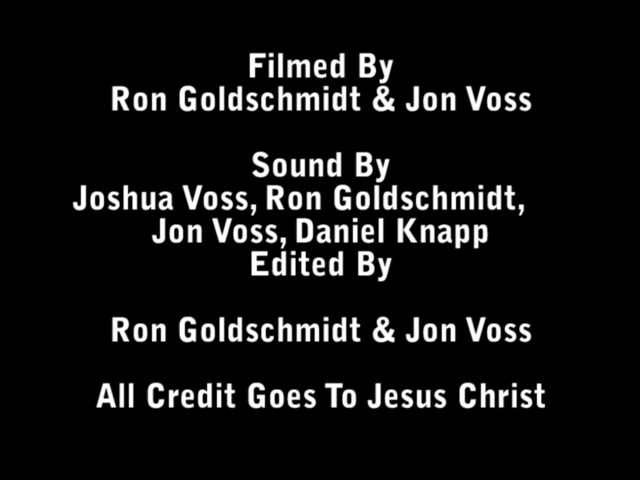 Filmed By
Ron Goldschmidt & Jon Voss
Sound By
Joshua Voss, Ron Goldschmidt,
Jon Voss, Daniel Knapp
Edited By
Ron Goldschmidt & Jon Voss
All Credit Goes To Jesus Christ